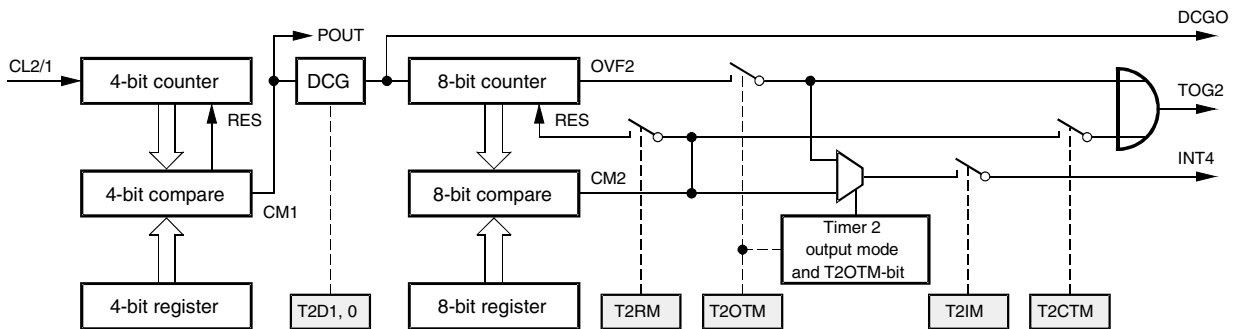 DCGO
POUT
CL2/1
4-bit counter
DCG
8-bit counter
OVF2
TOG2
RES
RES
INT4
4-bit compare
CM1
8-bit compare
CM2
Timer 2
output mode
and T2OTM-bit
4-bit register
T2D1, 0
8-bit register
T2RM
T2OTM
T2IM
T2CTM